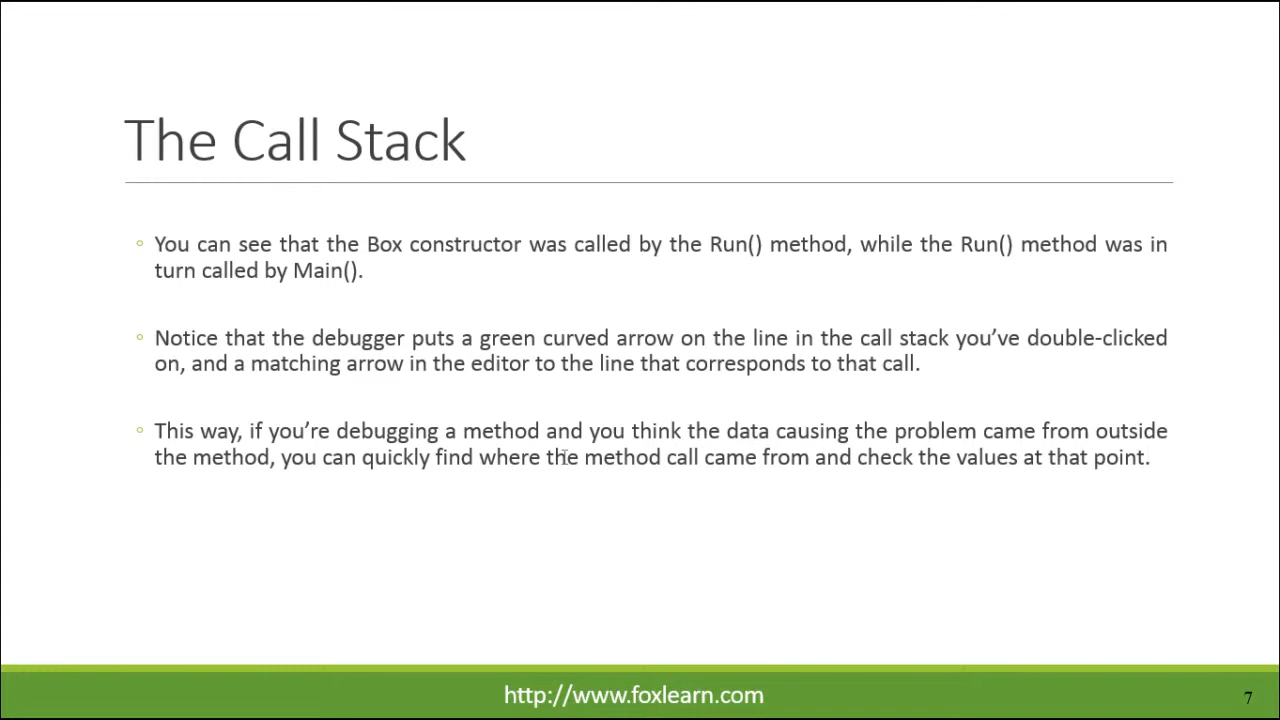 The Call Stack
◦ You can see that the Box constructor was called by the Run() method, while the Run() method was in
turn called by Main().
◦ Notice that the debugger puts a green curved arrow on the line in the call stack you’ve double-clicked
on, and a matching arrow in the editor to the line that corresponds to that call.
◦ This way, if you’re debugging a method and you think the data causing the problem came from outside
the method, you can quickly find where the method call came from and check the values at that point.
http://www.foxlearn.com
7